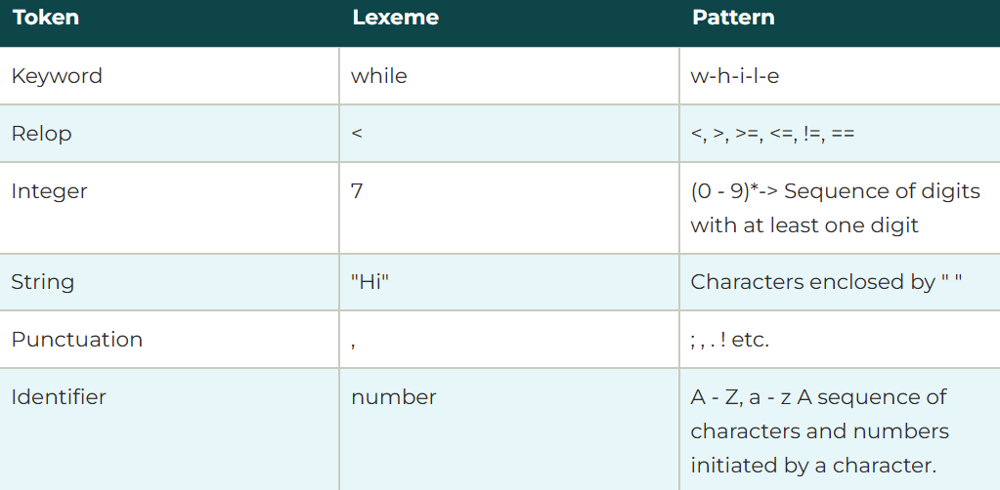 Token Lexeme Pattern
Keyword while w-h-i-l-e
Relop < <, >, >=, <=, !=, ==
Integer 7 (0 - 9)*-> Sequence of digits
with at least one digit
String "Hi" Characters enclosed by " "
Punctuation , ; , . ! etc.
Identifier number A - Z, a - z A sequence of
characters and numbers
initiated by a character.